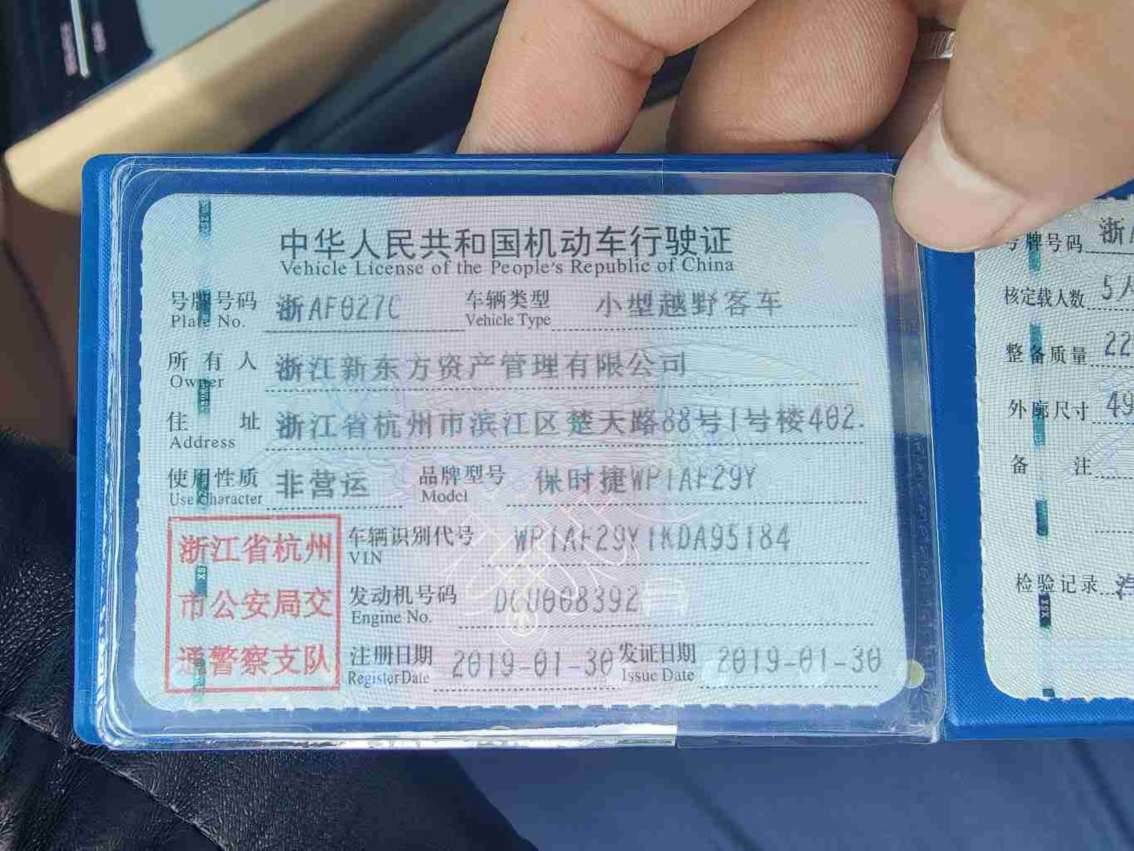 中华人民共和国机动车行驶证
Vehicle License of the People's Republic of China
号牌号码 浙AF027C 车辆类型 小型越野客车
Plate No. Vehicle Type
所有人 浙江新东方资产管理有限公司
Owner
住址 浙江省杭州市滨江区楚天路88号1号楼402.
Address
使用性质 非营运 品牌型号 保时捷WP1AF29Y
Use Character Model
浙江省杭州
市公安局交
通警察支队
车辆识别代号 WP1AF29Y1KDA95184
VIN
发动机号码 DCU008392
Engine No.
注册日期 2019-01-30 发证日期 2019-01-30
Register Date Issue Date
号牌号码 浙
核定载人数 5人
整备质量 22
外廓尺寸 49
备注
检验记录